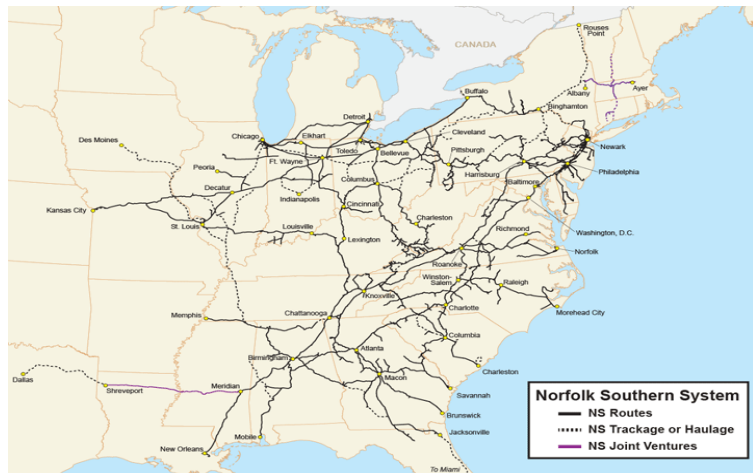 Rouses
Point
CANADA
Buffalo
Albany
Ayer
Binghamton
Detroit
Chicago
Elkhart
Cleveland
Des Moines
Toledo
Bellevue
Pittsburgh
Newark
Ft. Wayne
Peoria
Columbus
Harrisburg
Philadelphia
Decatur
Indianapolis
Baltimore
Kansas City
Cincinnati
Charleston
St. Louis
Louisville
Washington, D.C.
Lexington
Richmond
Norfolk
Roanoke
Winston-
Salem
Raleigh
Knoxville
Memphis
Chattanooga
Charlotte
Morehead City
Columbia
Atlanta
Birmingham
Charleston
Dallas
Macon
Shreveport
Meridian
Savannah
Brunswick
New Orleans
Mobile
Jacksonville
To Miami
Norfolk Southern System
NS Routes
NS Trackage or Haulage
NS Joint Ventures